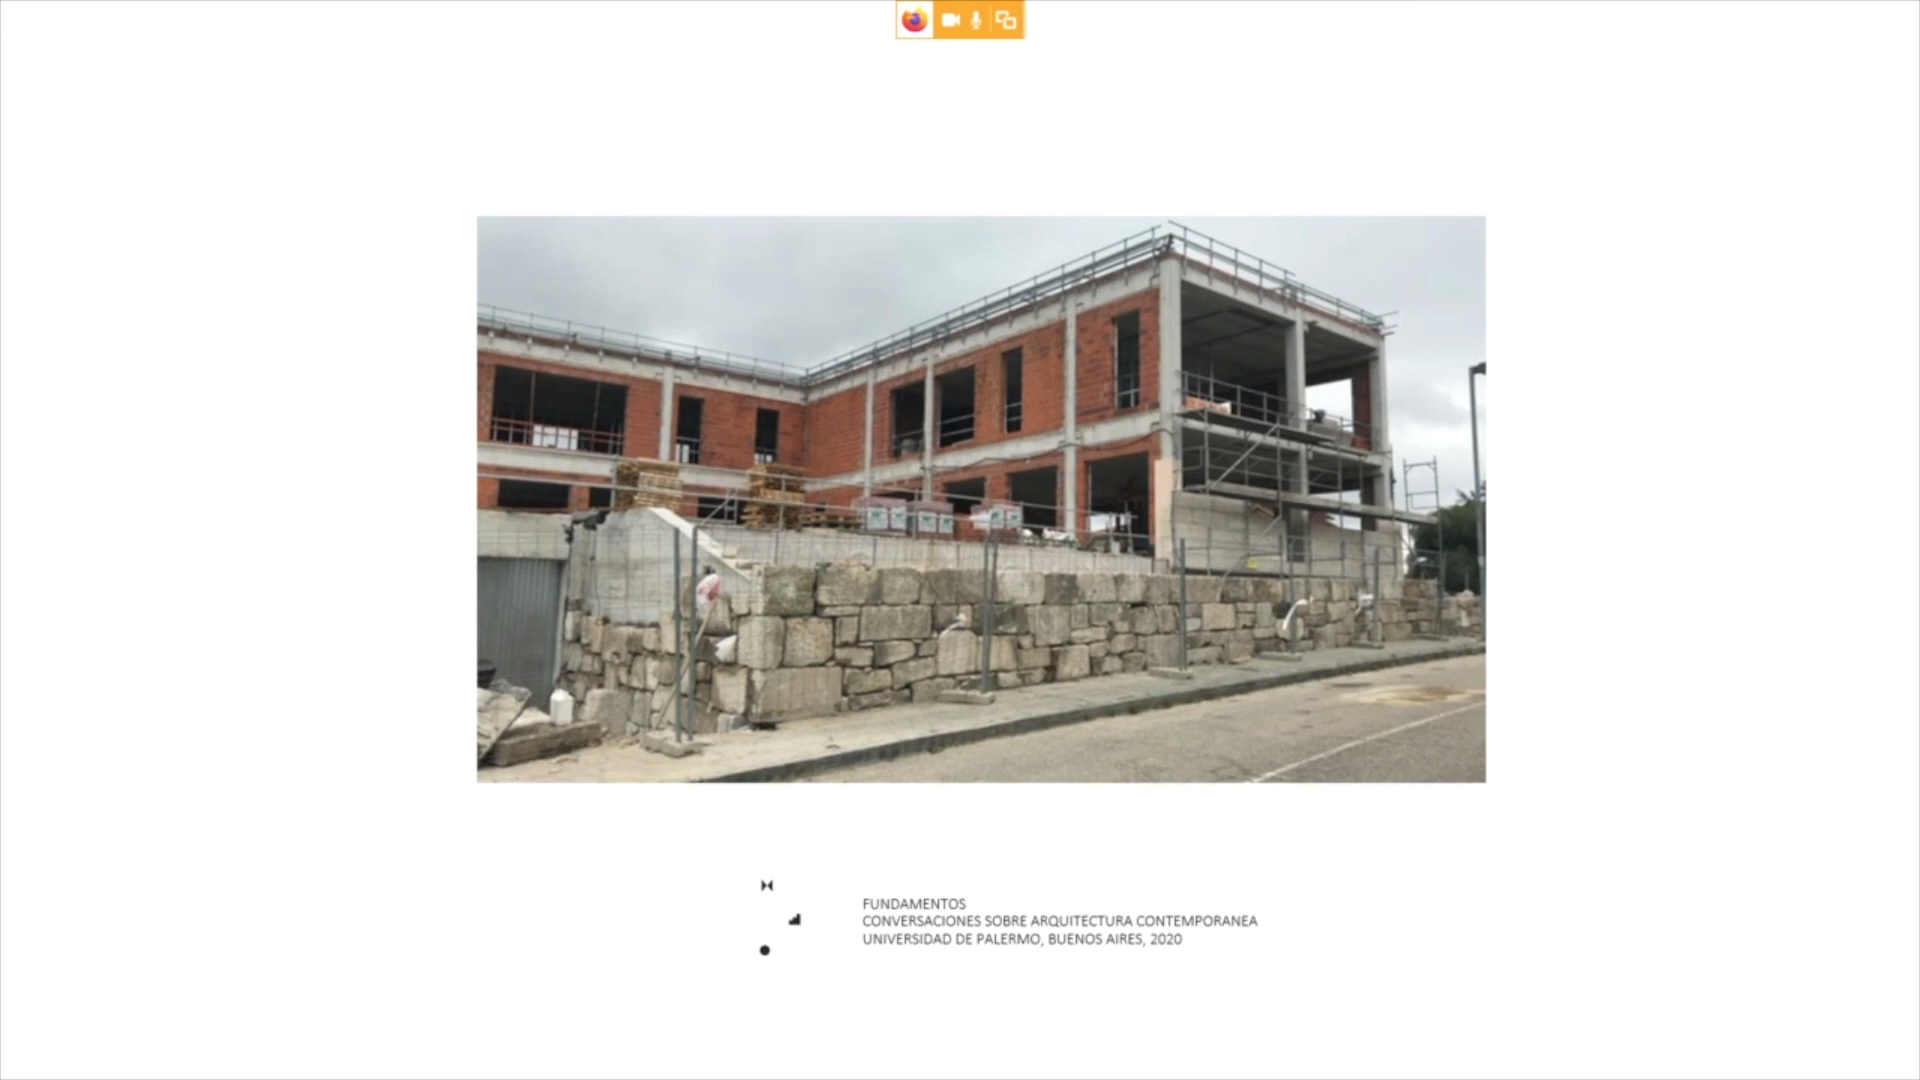 FUNDAMENTOS
CONVERSACIONES SOBRE ARQUITECTURA CONTEMPORANEA
UNIVERSIDAD DE PALERMO, BUENOS AIRES, 2020